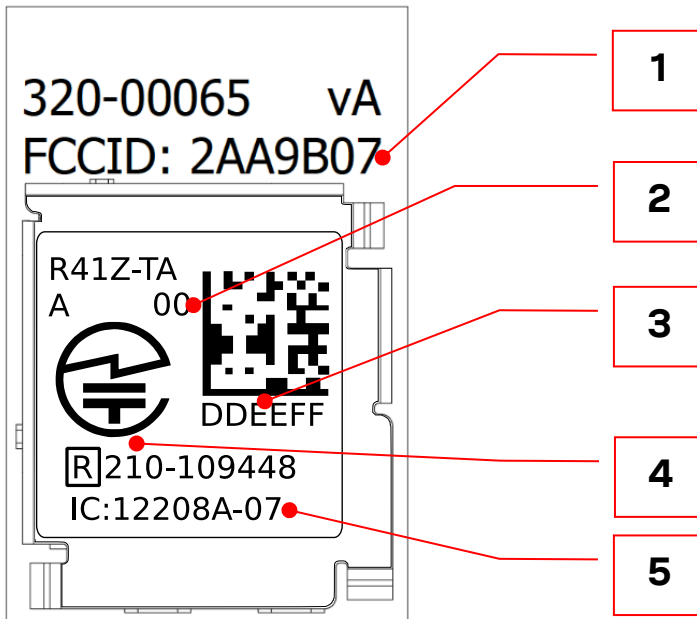 320-00065 vA
FCCID: 2AA9B07
R41Z-TA
A 00
DDEEFF
R 210-109448
IC:12208A-07
1
2
3
4
5